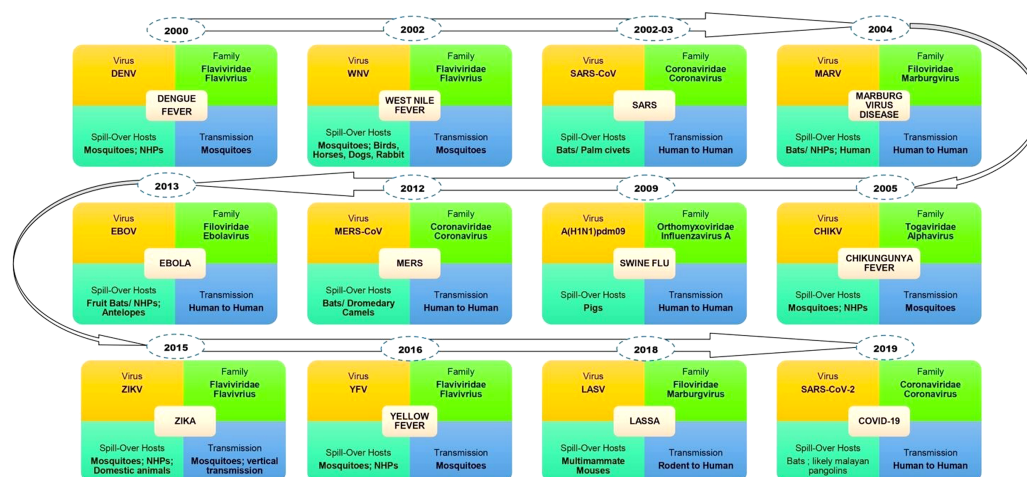 2000
2002
2002-03
2004
Virus
DENV
Family
Flaviviridae
Flavivrius
DENGUE
FEVER
Spill-Over Hosts
Mosquitoes; NHPs
Transmission
Mosquitoes
Virus
WNV
Family
Flaviviridae
Flavivrius
WEST NILE
FEVER
Spill-Over Hosts
Mosquitoes; Birds,
Horses, Dogs, Rabbit
Transmission
Mosquitoes
Virus
SARS-CoV
Family
Coronaviridae
Coronavirus
SARS
Spill-Over Hosts
Bats/ Palm civets
Transmission
Human to Human
Virus
MARV
Family
Filoviridae
Marburgvirus
MARBURG
VIRUS
DISEASE
Spill-Over Hosts
Bats/ NHPs; Human
Transmission
Human to Human
2013
2012
2009
2005
Virus
EBOV
Family
Filoviridae
Ebolavirus
EBOLA
Spill-Over Hosts
Fruit Bats/ NHPs;
Antelopes
Transmission
Human to Human
Virus
MERS-CoV
Family
Coronaviridae
Coronavirus
MERS
Spill-Over Hosts
Bats/ Dromedary
Camels
Transmission
Human to Human
Virus
A(H1N1)pdm09
Family
Orthomyxoviridae
Influenzavirus A
SWINE FLU
Spill-Over Hosts
Pigs
Transmission
Human to Human
Virus
CHIKV
Family
Togaviridae
Alphavirus
CHIKUNGUNYA
FEVER
Spill-Over Hosts
Mosquitoes; NHPs
Transmission
Mosquitoes
2015
2016
2018
2019
Virus
ZIKV
Family
Flaviviridae
Flavivrius
ZIKA
Spill-Over Hosts
Mosquitoes; NHPs;
Domestic animals
Transmission
Mosquitoes; vertical
transmission
Virus
YFV
Family
Flaviviridae
Flavivrius
YELLOW
FEVER
Spill-Over Hosts
Mosquitoes; NHPs
Transmission
Mosquitoes
Virus
LASV
Family
Filoviridae
Marburgvirus
LASSA
Spill-Over Hosts
Multimammate
Mouses
Transmission
Rodent to Human
Virus
SARS-CoV-2
Family
Coronaviridae
Coronavirus
COVID-19
Spill-Over Hosts
Bats ; likely malayan
pangolins
Transmission
Human to Human